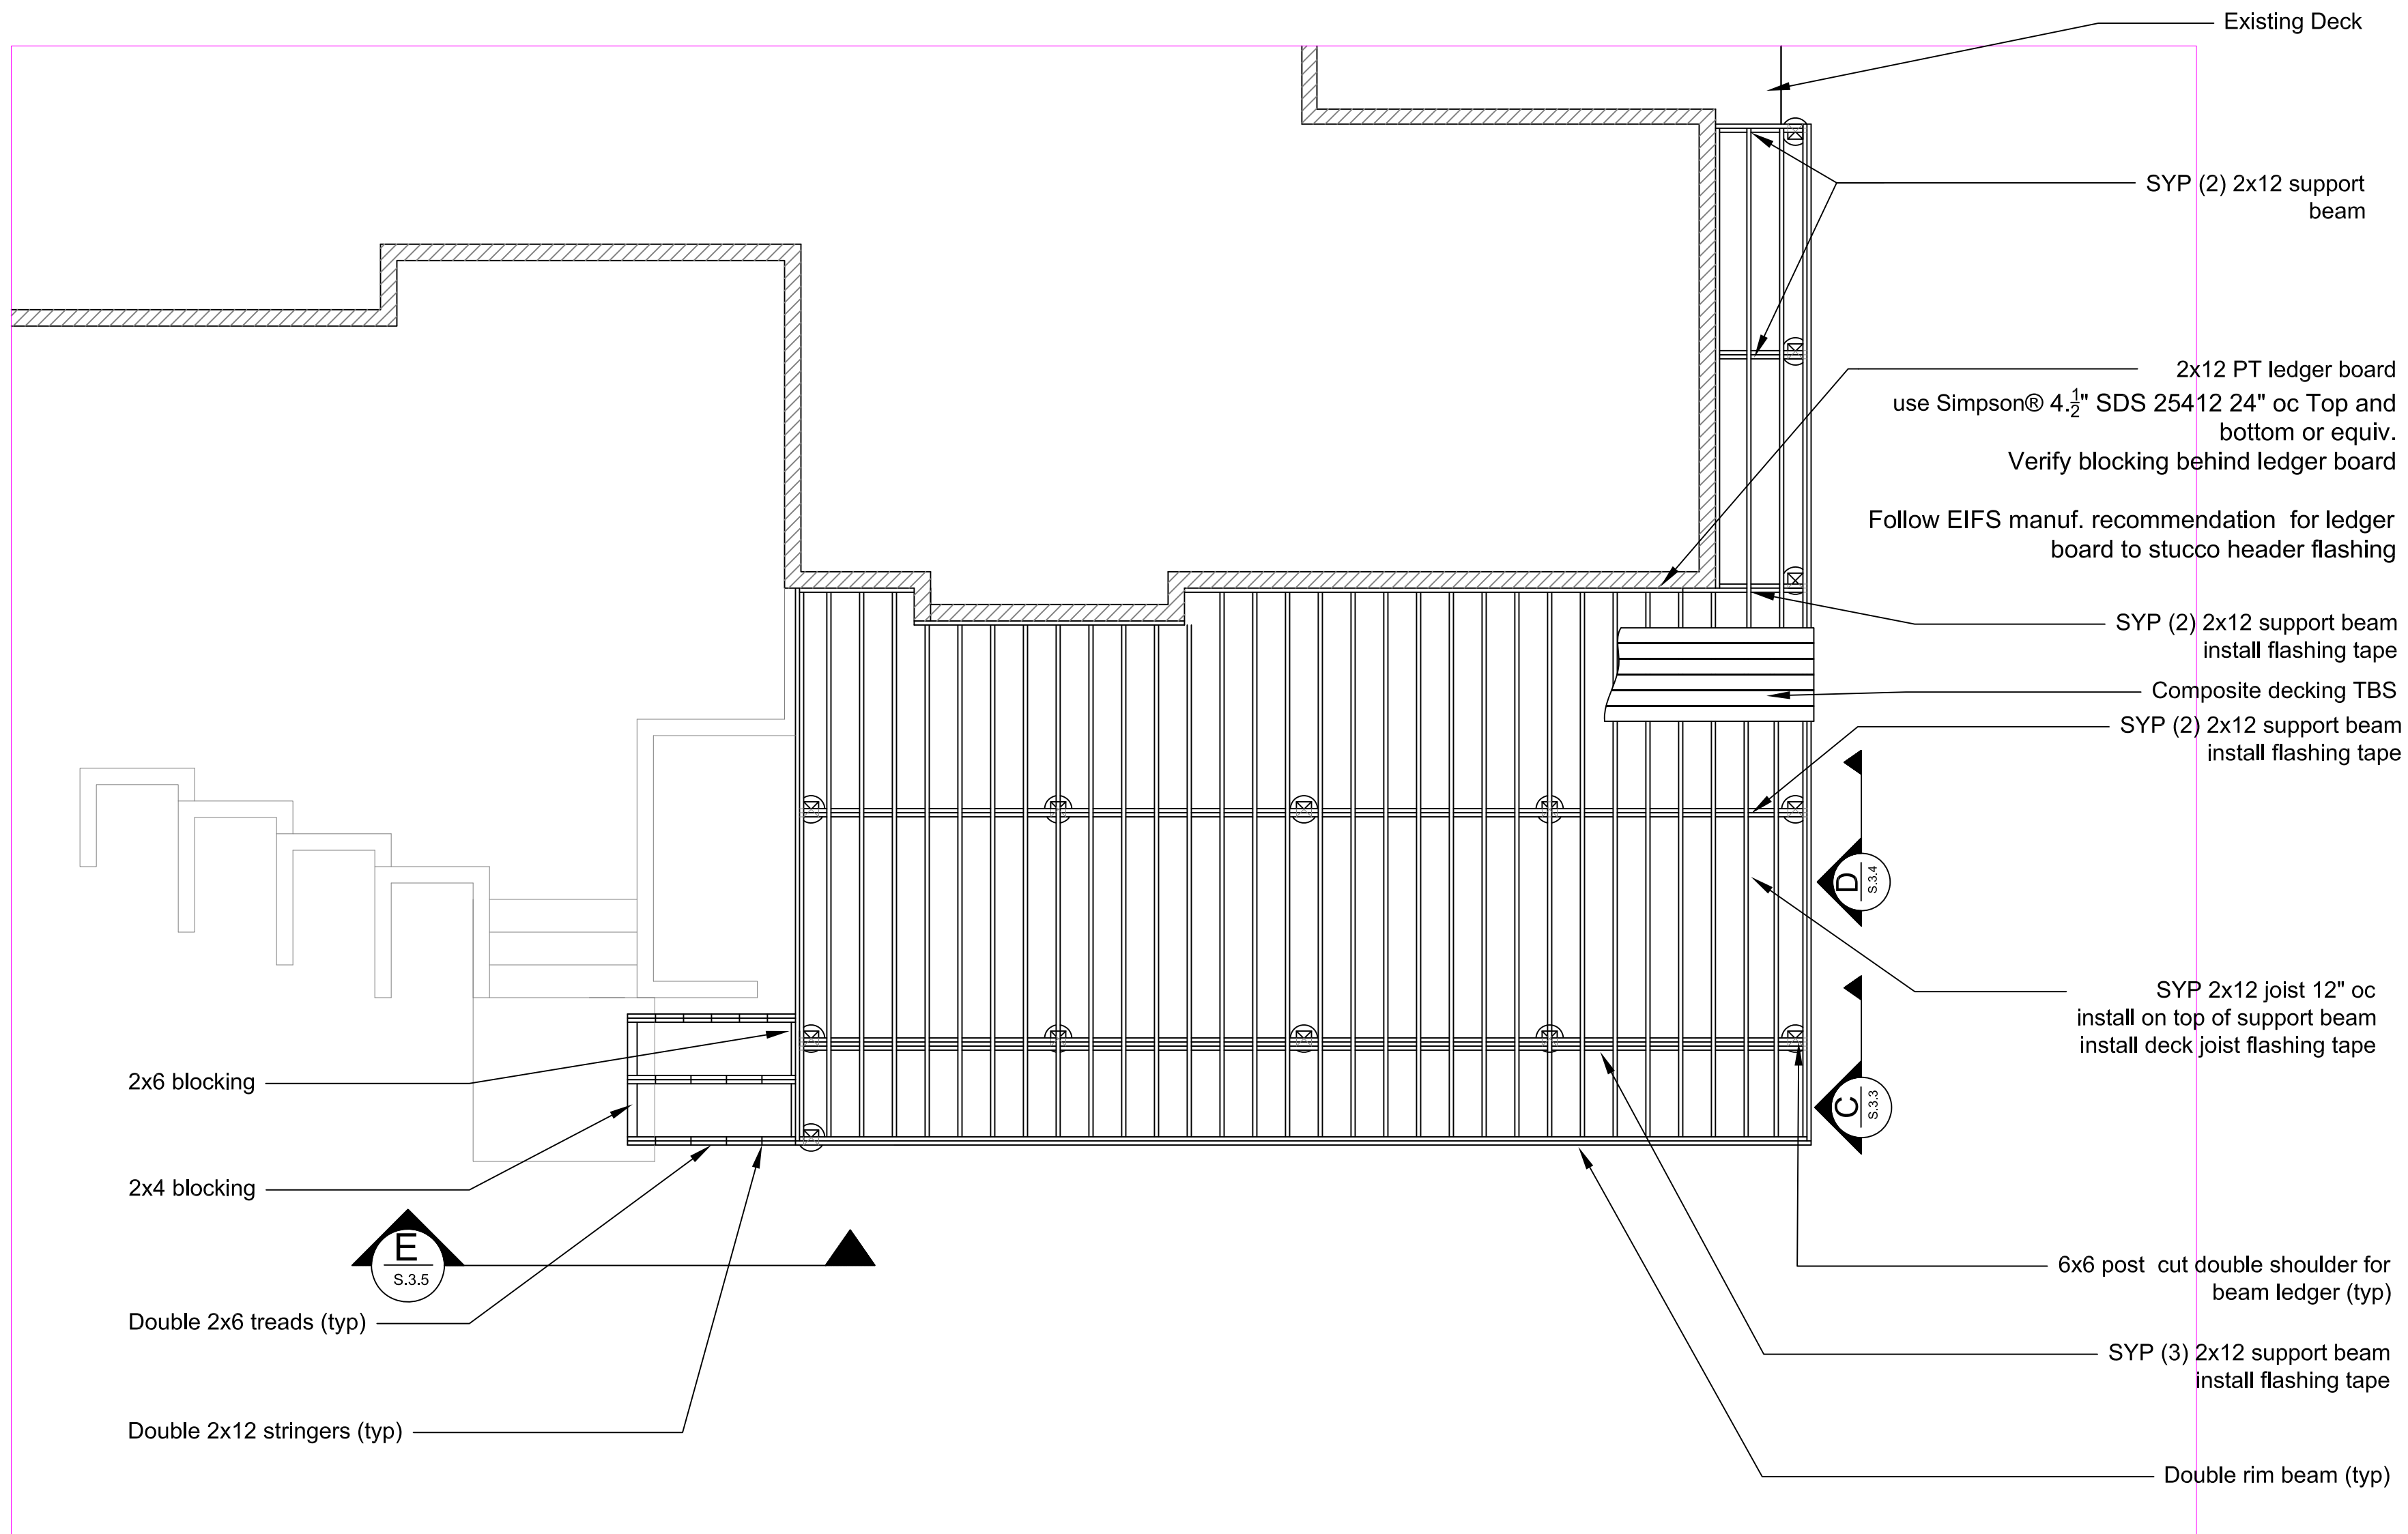 Existing Deck
SYP (2) 2x12 support
beam
2x12 PT ledger board
use Simpson® 4.½" SDS 25412 24" oc Top and
bottom or equiv.
Verify blocking behind ledger board
Follow EIFS manuf. recommendation for ledger
board to stucco header flashing
SYP (2) 2x12 support beam
install flashing tape
Composite decking TBS
SYP (2) 2x12 support beam
install flashing tape
D
S.3.4
SYP 2x12 joist 12" oc
install on top of support beam
install deck joist flashing tape
C
S.3.3
2x6 blocking
2x4 blocking
E
S.3.5
Double 2x6 treads (typ)
Double 2x12 stringers (typ)
6x6 post cut double shoulder for
beam ledger (typ)
SYP (3) 2x12 support beam
install flashing tape
Double rim beam (typ)